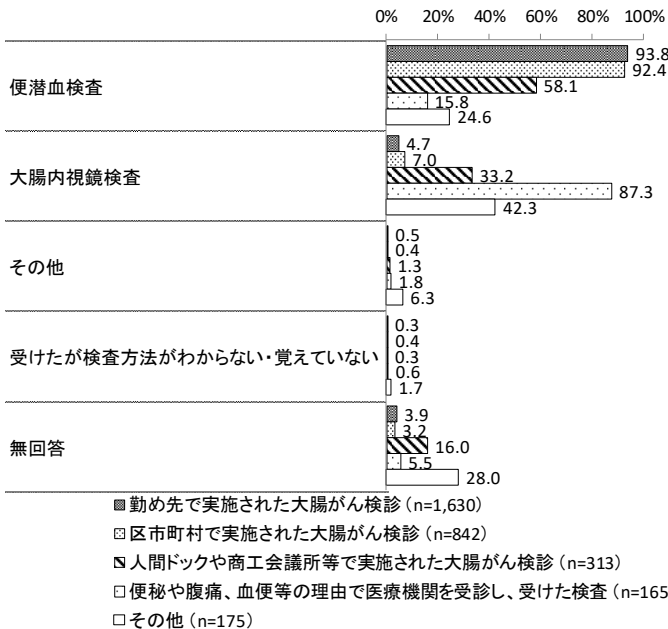 0% 20% 40% 60% 80% 100%
便潜血検査
93.8
92.4
58.1
15.8
24.6
大腸内視鏡検査
4.7
7.0
33.2
87.3
42.3
その他
0.5
0.4
1.3
1.8
6.3
受けたが検査方法がわからない・覚えていない
0.3
0.4
0.3
0.6
1.7
無回答
3.9
3.2
16.0
5.5
28.0
勤め先で実施された大腸がん検診（n=1,630）
区市町村で実施された大腸がん検診（n=842）
人間ドックや商工会議所等で実施された大腸がん検診（n=313）
便秘や腹痛、血便等の理由で医療機関を受診し、受けた検査（n=165
その他（n=175）